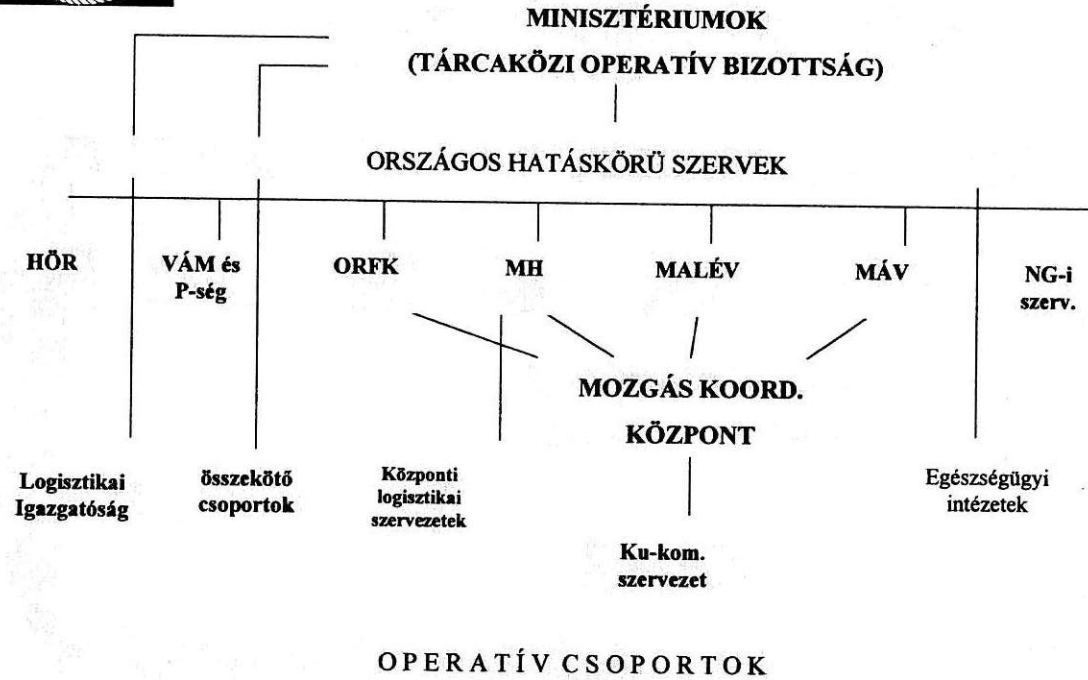 MINISZTÉRIUMOK
(TÁRCAKÖZI OPERATÍV BIZOTTSÁG)
ORSZÁGOS HATÁSKÖRÜ SZERVEK
HÖR
VÁM és
P-ség
ORFK
MH
MALÉV
MÁV
NG-i
szerv.
MOZGÁS KOORD.
KÖZPONT
Logisztikai
Igazgatóság
összekötő
csoportok
Központi
logisztikai
szervezetek
Egészségügyi
intézetek
Ku-kom.
szervezet
OPERATÍV CSOPORTOK